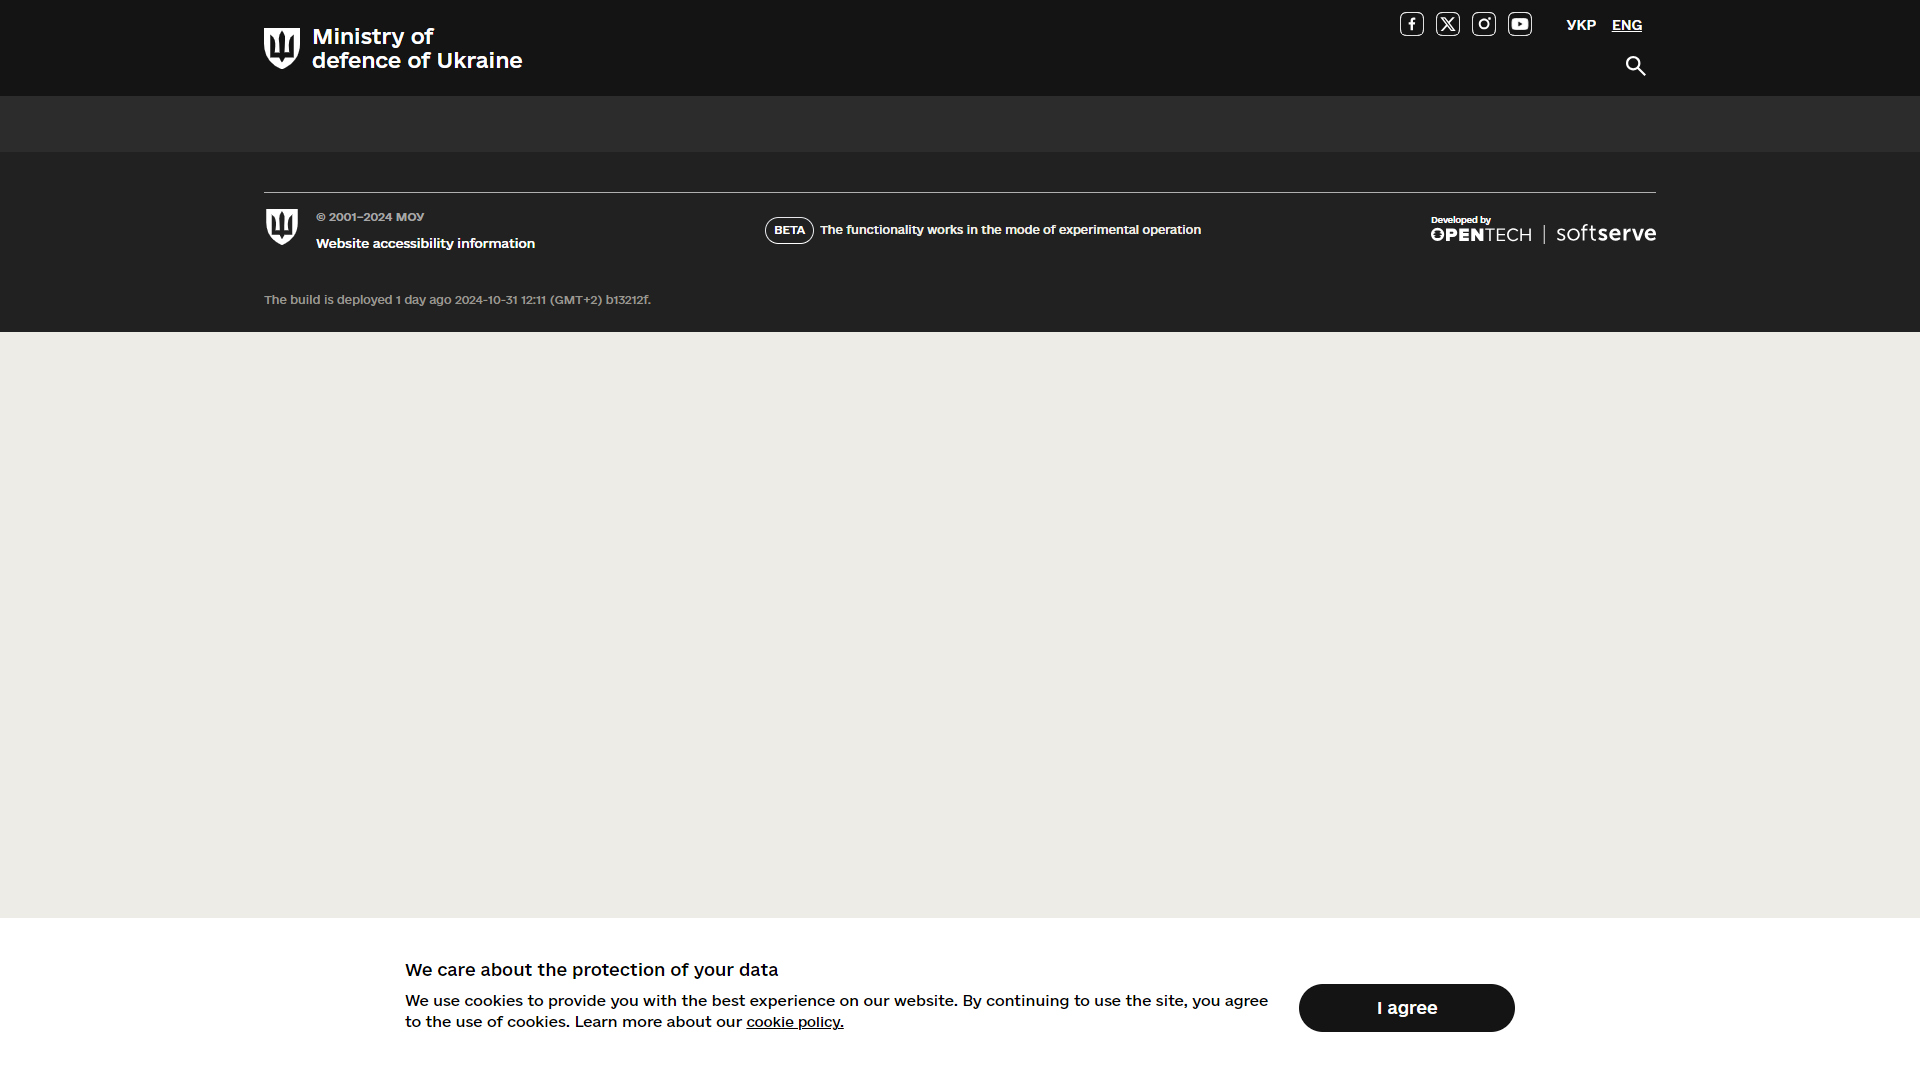 Ministry of
defence of Ukraine
УКР ENG
© 2001–2024 МОУ
Website accessibility information
BETA The functionality works in the mode of experimental operation
Developed by
OPENTECH | softserve
The build is deployed 1 day ago 2024-10-31 12:11 (GMT+2) b13212f.
We care about the protection of your data
We use cookies to provide you with the best experience on our website. By continuing to use the site, you agree
to the use of cookies. Learn more about our cookie policy.
I agree